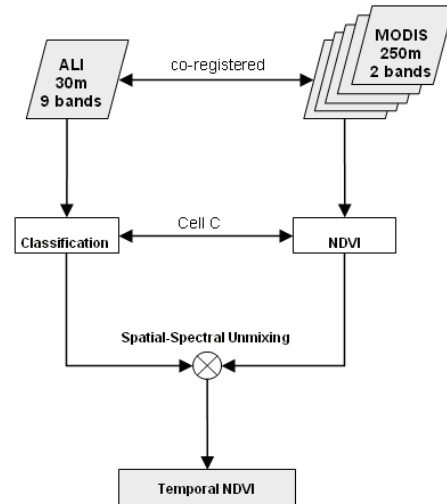 ALI
30m
9 bands
co-registered
MODIS
250m
2 bands
Classification
Cell C
NDVI
Spatial-Spectral Unmixing
Temporal NDVI